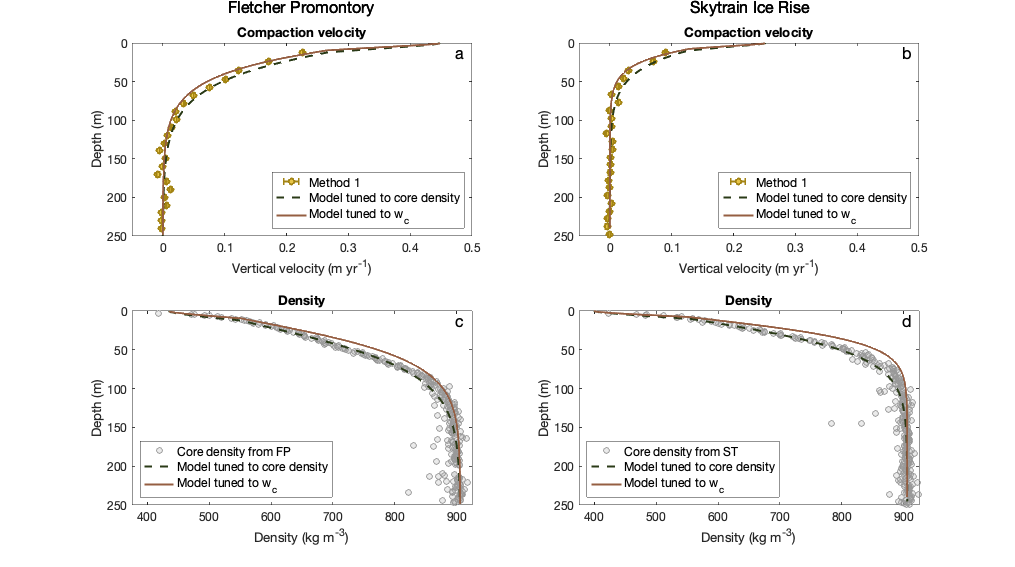 Fletcher Promontory
Skytrain Ice Rise
Compaction velocity
a
0
50
100
150
200
250
Depth (m)
0
0.1
0.2
0.3
0.4
0.5
Vertical velocity (m yr-1)
Method 1
Model tuned to core density
Model tuned to wc
Compaction velocity
b
0
50
100
150
200
250
Depth (m)
0
0.1
0.2
0.3
0.4
0.5
Vertical velocity (m yr-1)
Method 1
Model tuned to core density
Model tuned to wc
Density
c
0
50
100
150
200
250
Depth (m)
400
500
600
700
800
900
Density (kg m-3)
Core density from FP
Model tuned to core density
Model tuned to wc
Density
d
0
50
100
150
200
250
Depth (m)
400
500
600
700
800
900
Density (kg m-3)
Core density from ST
Model tuned to core density
Model tuned to wc